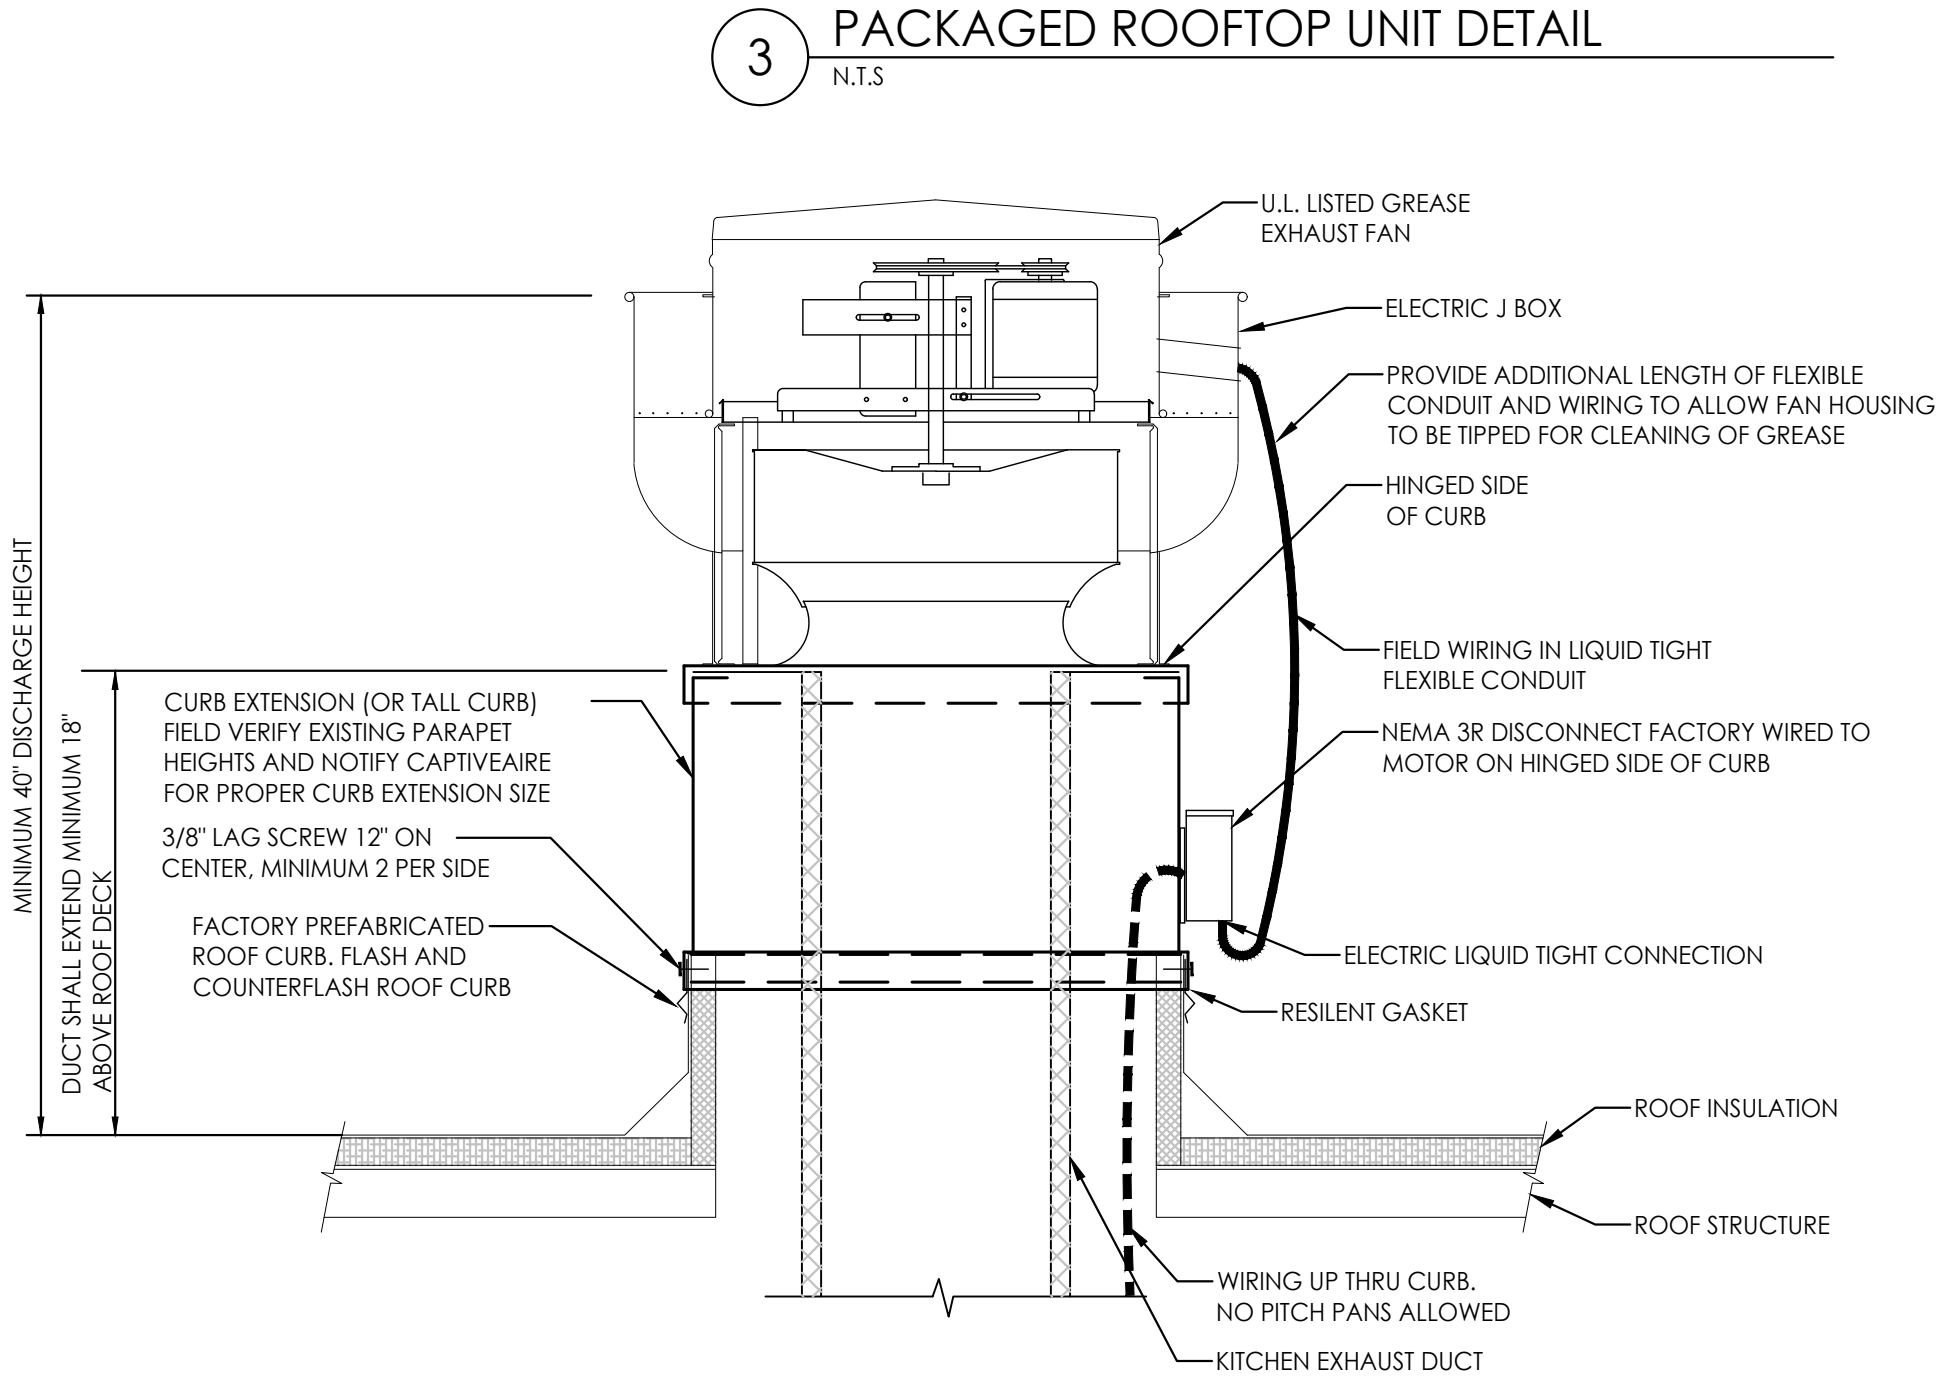 3
PACKAGED ROOFTOP UNIT DETAIL
N.T.S
U.L. LISTED GREASE
EXHAUST FAN
ELECTRIC J BOX
PROVIDE ADDITIONAL LENGTH OF FLEXIBLE
CONDUIT AND WIRING TO ALLOW FAN HOUSING
TO BE TIPPED FOR CLEANING OF GREASE
HINGED SIDE
OF CURB
FIELD WIRING IN LIQUID TIGHT
FLEXIBLE CONDUIT
NEMA 3R DISCONNECT FACTORY WIRED TO
MOTOR ON HINGED SIDE OF CURB
ELECTRIC LIQUID TIGHT CONNECTION
RESILENT GASKET
ROOF INSULATION
ROOF STRUCTURE
WIRING UP THRU CURB.
NO PITCH PANS ALLOWED
KITCHEN EXHAUST DUCT
MINIMUM 40" DISCHARGE HEIGHT
DUCT SHALL EXTEND MINIMUM 18"
ABOVE ROOF DECK
CURB EXTENSION (OR TALL CURB)
FIELD VERIFY EXISTING PARAPET
HEIGHTS AND NOTIFY CAPTIVEAIRE
FOR PROPER CURB EXTENSION SIZE
3/8" LAG SCREW 12" ON
CENTER, MINIMUM 2 PER SIDE
FACTORY PREFABRICATED
ROOF CURB. FLASH AND
COUNTERFLASH ROOF CURB